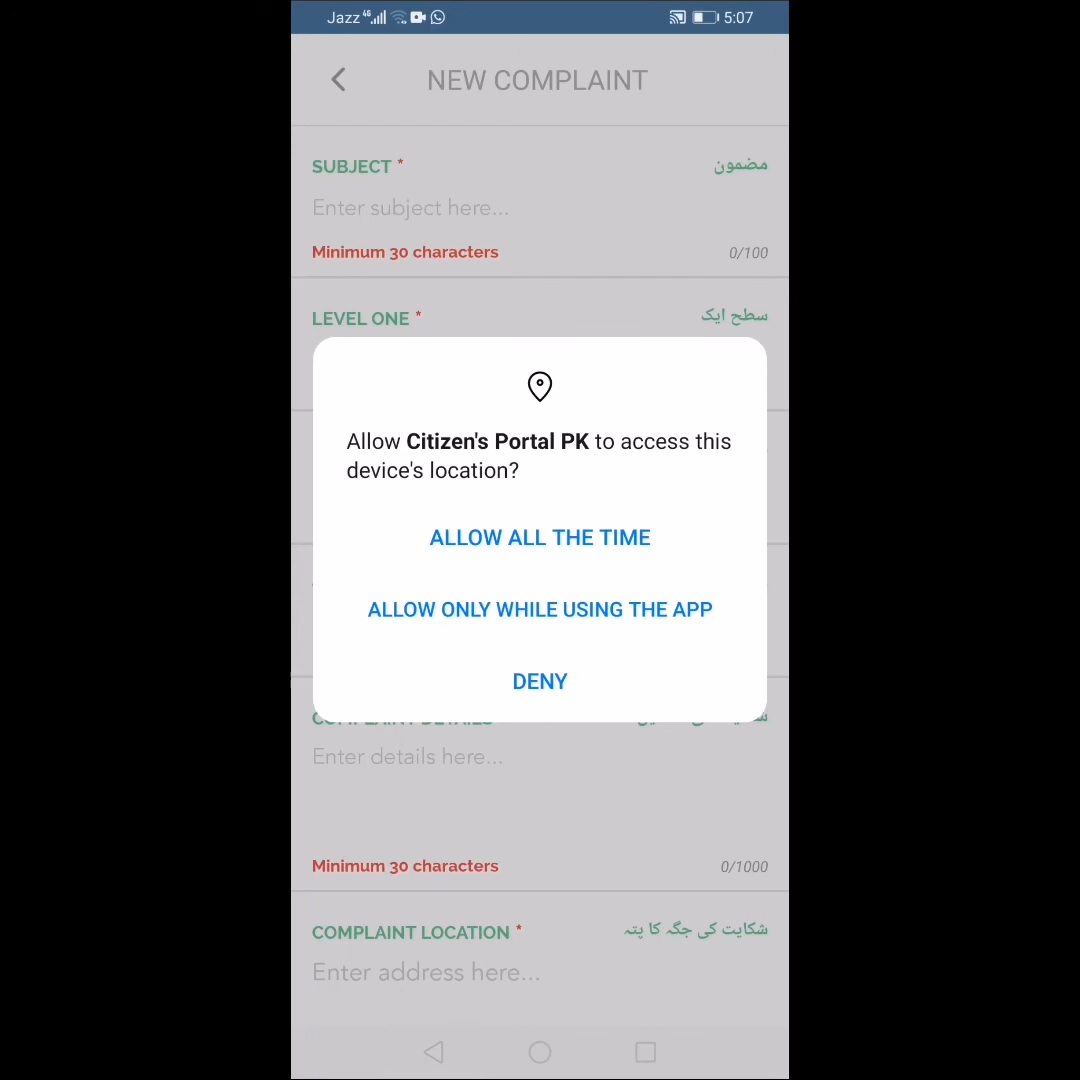 Jazz 4G 5:07
NEW COMPLAINT
SUBJECT * مضمون
Enter subject here...
Minimum 30 characters 0/100
LEVEL ONE * سطح ایک
Allow Citizen's Portal PK to access this
device's location?
ALLOW ALL THE TIME
ALLOW ONLY WHILE USING THE APP
DENY
Enter details here...
Minimum 30 characters 0/1000
COMPLAINT LOCATION * شکایت کی جگہ کا پتہ
Enter address here...